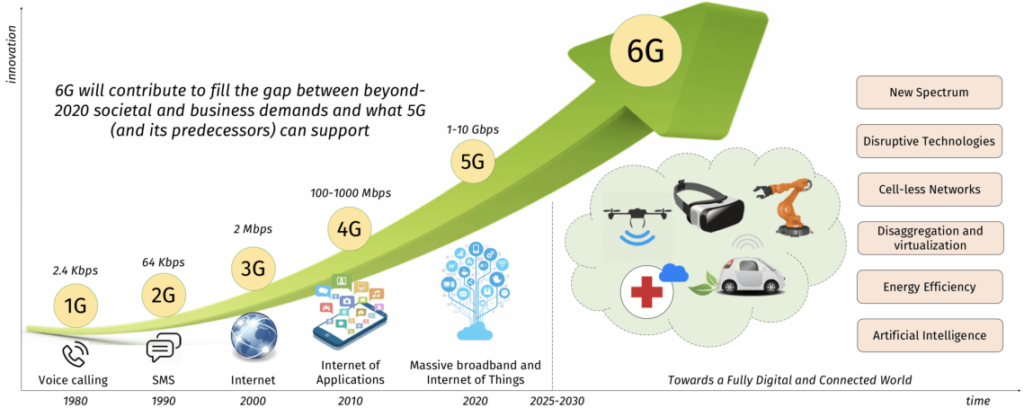 innovation
6G will contribute to fill the gap between beyond-
2020 societal and business demands and what 5G
(and its predecessors) can support
2.4 Kbps
1G
Voice calling
1980
64 Kbps
2G
SMS
1990
2 Mbps
3G
Internet
2000
100-1000 Mbps
4G
Internet of
Applications
2010
1-10 Gbps
5G
Massive broadband and
Internet of Things
2020
6G
2025-2030
Towards a Fully Digital and Connected World
New Spectrum
Disruptive Technologies
Cell-less Networks
Disaggregation and
virtualization
Energy Efficiency
Artificial Intelligence
time